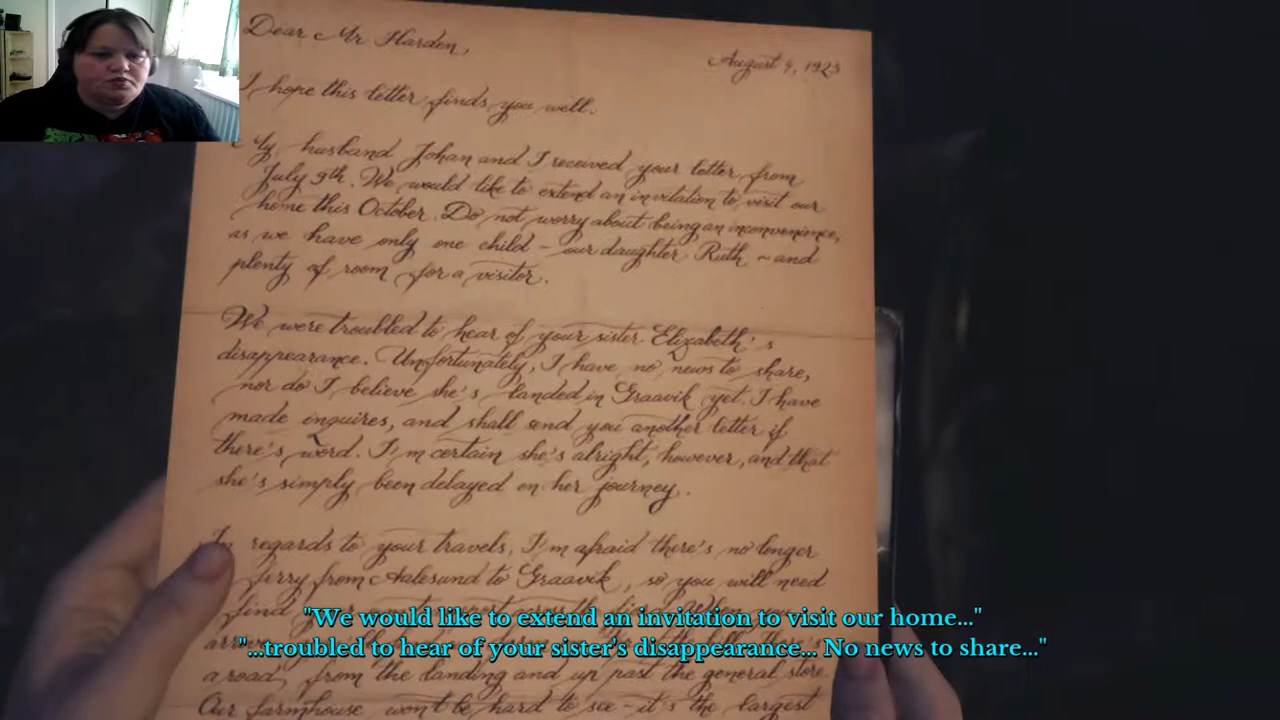 Dear Mr Harden,
August 4, 1923
I hope this letter finds you well.
My husband Johan and I received your letter from
July 9th. We would like to extend an invitation to visit our
home this October. Do not worry about being an inconvenience,
as we have only one child - our daughter Ruth - and
plenty of room for a visitor.
We were troubled to hear of your sister Elizabeth's
disappearance. Unfortunately, I have no news to share,
nor do I believe she's landed in Graavik yet. I have
made inquires, and shall send you another letter if
there's word. I'm certain she's alright, however, and that
she's simply been delayed on her journey.
In regards to your travels, I'm afraid there's no longer
ferry from Aalesund to Graavik, so you will need
find
"We would like to extend an invitation to visit our home..."
"...troubled to hear of your sister's disappearance... No news to share..."
a road, from the landing and up past the general store.
Our farmhouse won't be hard to see - it's the largest